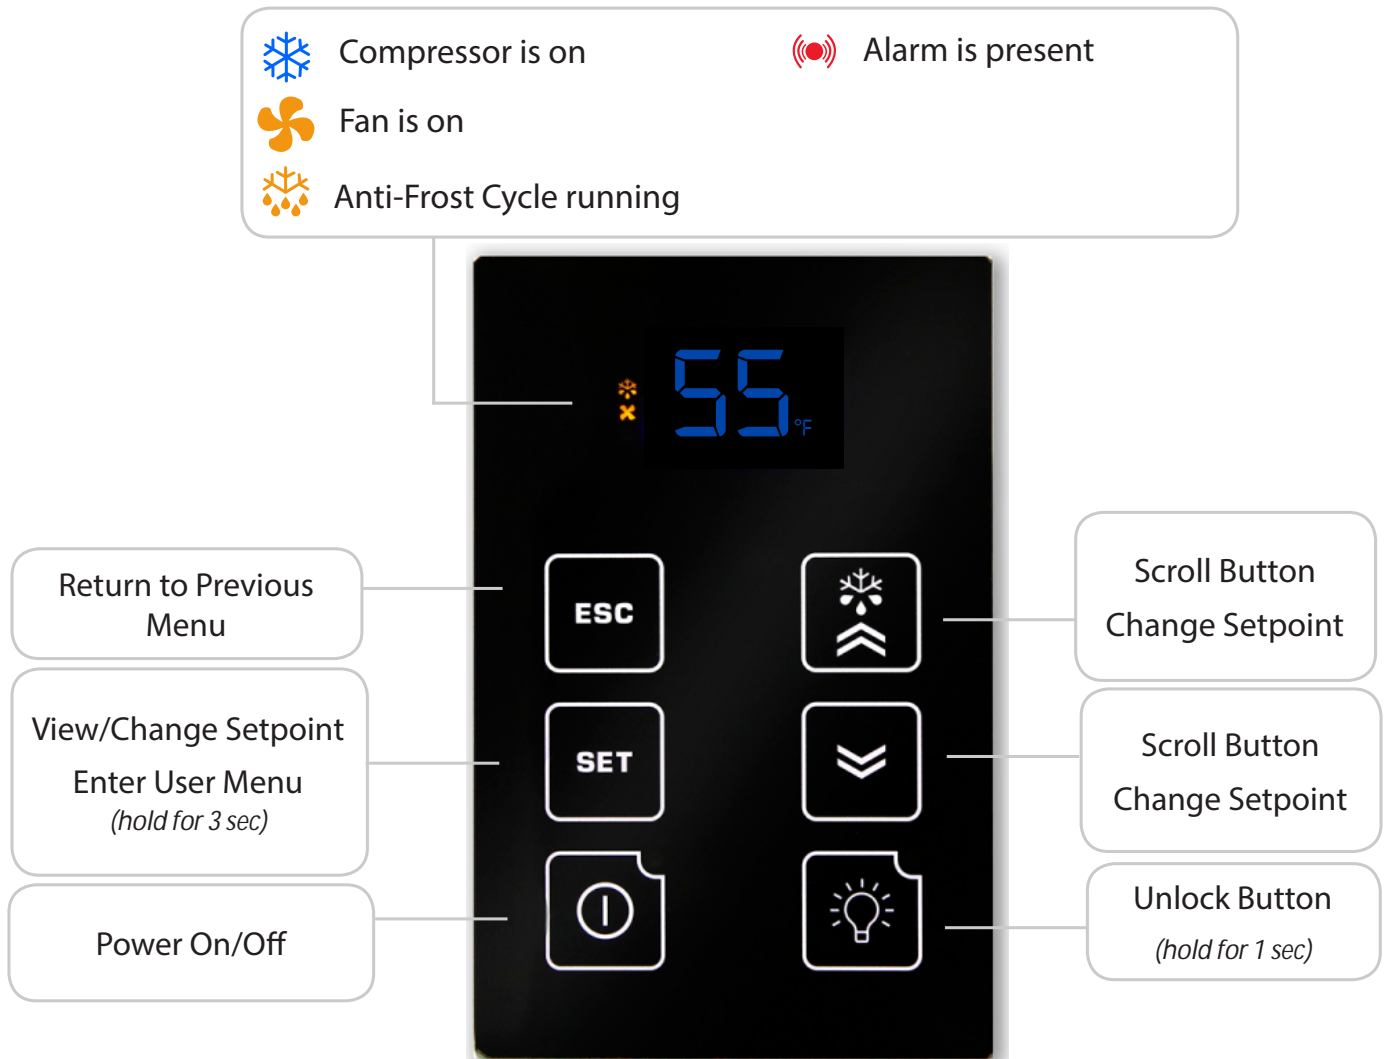 Compressor is on
Alarm is present
Fan is on
Anti-Frost Cycle running
55 °F
Return to Previous
Menu
ESC
Scroll Button
Change Setpoint
View/Change Setpoint
Enter User Menu
(hold for 3 sec)
SET
Scroll Button
Change Setpoint
Power On/Off
Unlock Button
(hold for 1 sec)